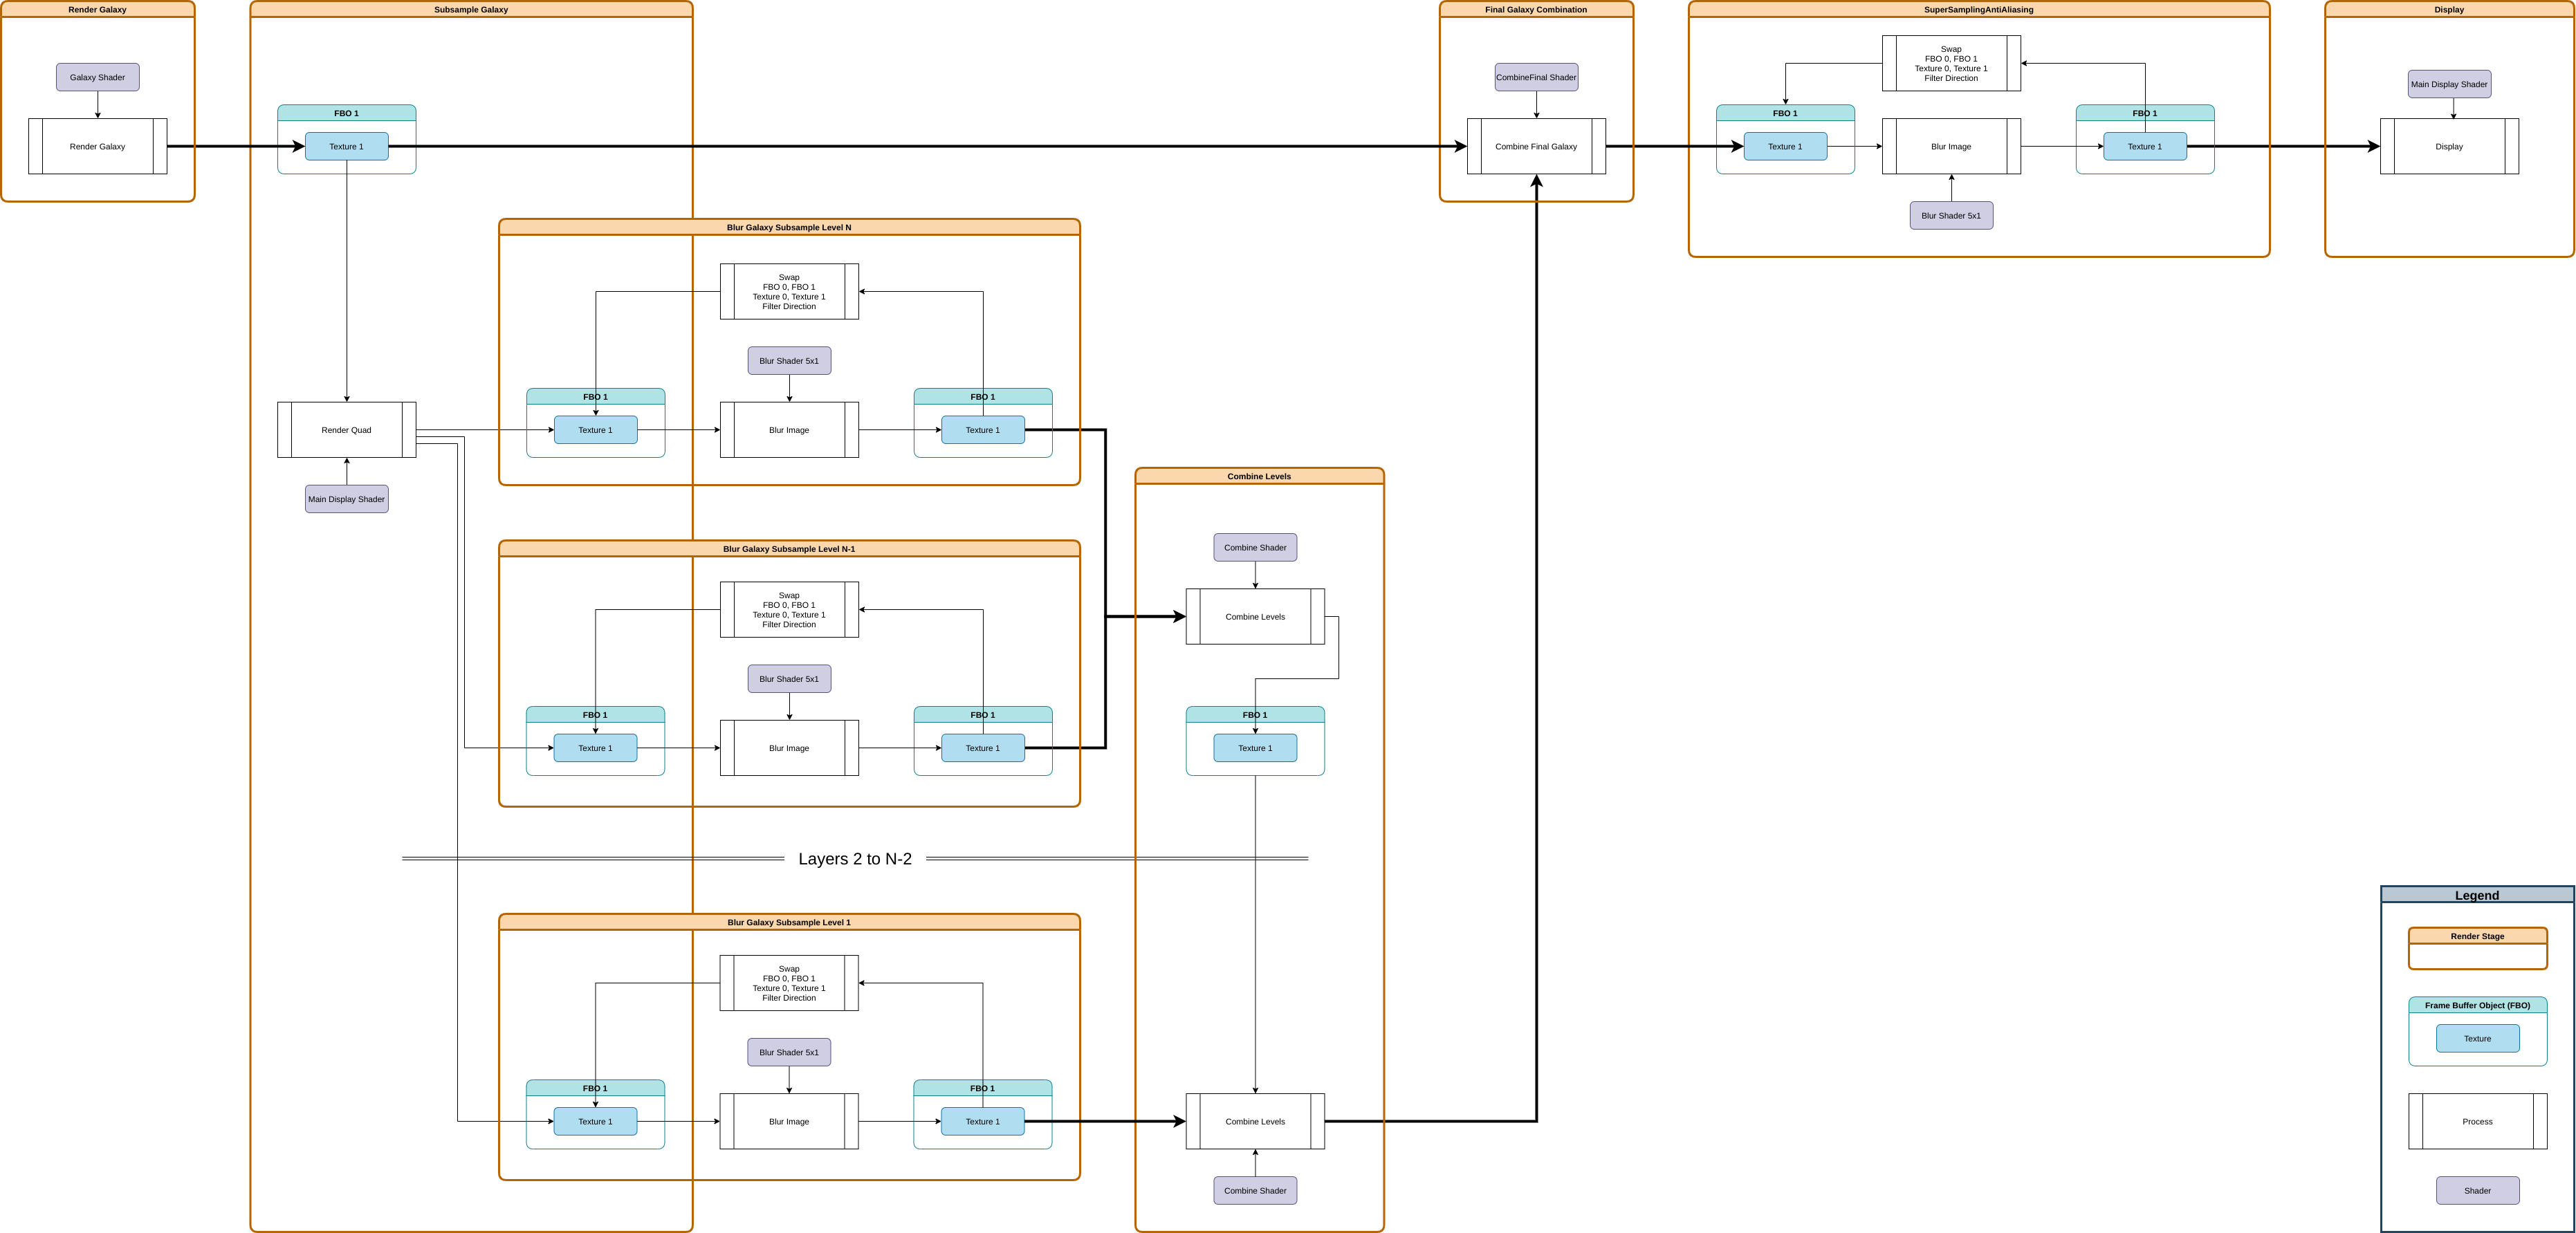 Render Galaxy
Galaxy Shader
Render Galaxy
Subsample Galaxy
FBO 1
Texture 1
Render Quad
Main Display Shader
Blur Galaxy Subsample Level N
Swap
FBO 0, FBO 1
Texture 0, Texture 1
Filter Direction
Blur Shader 5x1
FBO 1
Texture 1
Blur Image
FBO 1
Texture 1
Blur Galaxy Subsample Level N-1
Swap
FBO 0, FBO 1
Texture 0, Texture 1
Filter Direction
Blur Shader 5x1
FBO 1
Texture 1
Blur Image
FBO 1
Texture 1
Layers 2 to N-2
Blur Galaxy Subsample Level 1
Swap
FBO 0, FBO 1
Texture 0, Texture 1
Filter Direction
Blur Shader 5x1
FBO 1
Texture 1
Blur Image
FBO 1
Texture 1
Combine Levels
Combine Shader
Combine Levels
FBO 1
Texture 1
Combine Levels
Combine Shader
Final Galaxy Combination
CombineFinal Shader
Combine Final Galaxy
SuperSamplingAntiAliasing
Swap
FBO 0, FBO 1
Texture 0, Texture 1
Filter Direction
FBO 1
Texture 1
Blur Image
FBO 1
Texture 1
Blur Shader 5x1
Display
Main Display Shader
Display
Legend
Render Stage
Frame Buffer Object (FBO)
Texture
Process
Shader